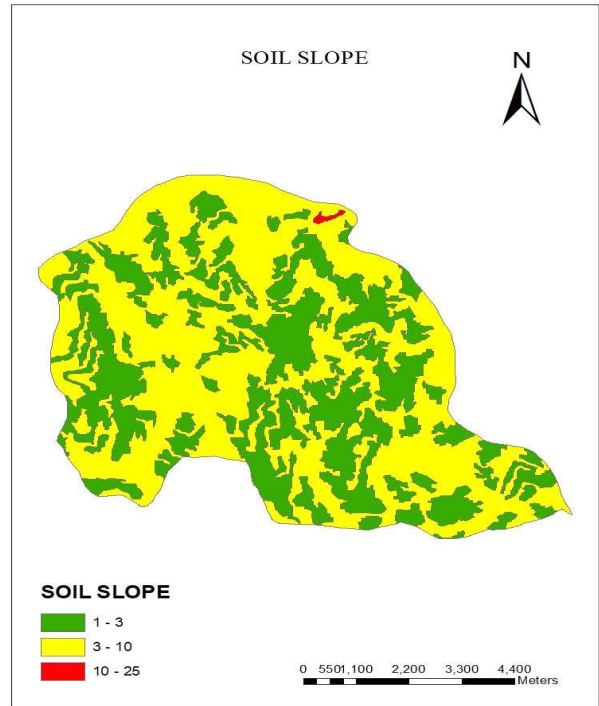 SOIL SLOPE
N
SOIL SLOPE
1 - 3
3 - 10
10 - 25
0 5501,100 2,200 3,300 4,400
Meters